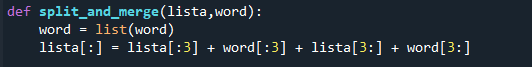 def split_and_merge(lista,word):
    word = list(word)
    lista[:] = lista[:3] + word[:3] + lista[3:] + word[3:]